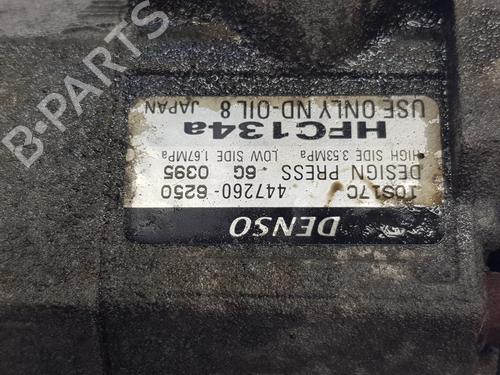 DENSO
10S17C 447260-6250
DESIGN PRESS 6G 0395
HIGH SIDE 3.53MPa LOW SIDE 1.67MPa
HFC134a
USE ONLY ND-OIL 8 JAPAN
B-PARTS